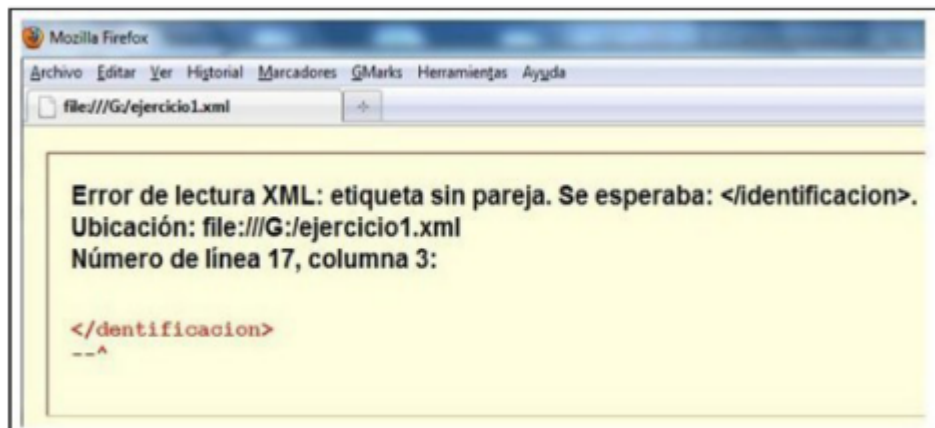 Mozilla Firefox
Archivo Editar Ver Historial Marcadores GMarks Herramientas Ayuda
file:///G:/ejercicio1.xml
Error de lectura XML: etiqueta sin pareja. Se esperaba: </identificacion>.
Ubicación: file:///G:/ejercicio1.xml
Número de línea 17, columna 3:
</dentificacion>
--^